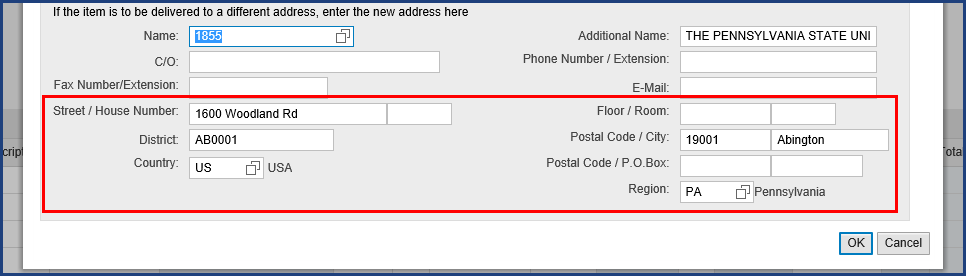 If the item is to be delivered to a different address, enter the new address here
Name: 1855 Additional Name: THE PENNSYLVANIA STATE UNI
C/O: Phone Number / Extension:
Fax Number/Extension: E-Mail:
Street / House Number: 1600 Woodland Rd Floor / Room:
District: AB0001 Postal Code / City: 19001 Abington
Country: US USA Postal Code / P.O.Box:
Region: PA Pennsylvania
OK Cancel